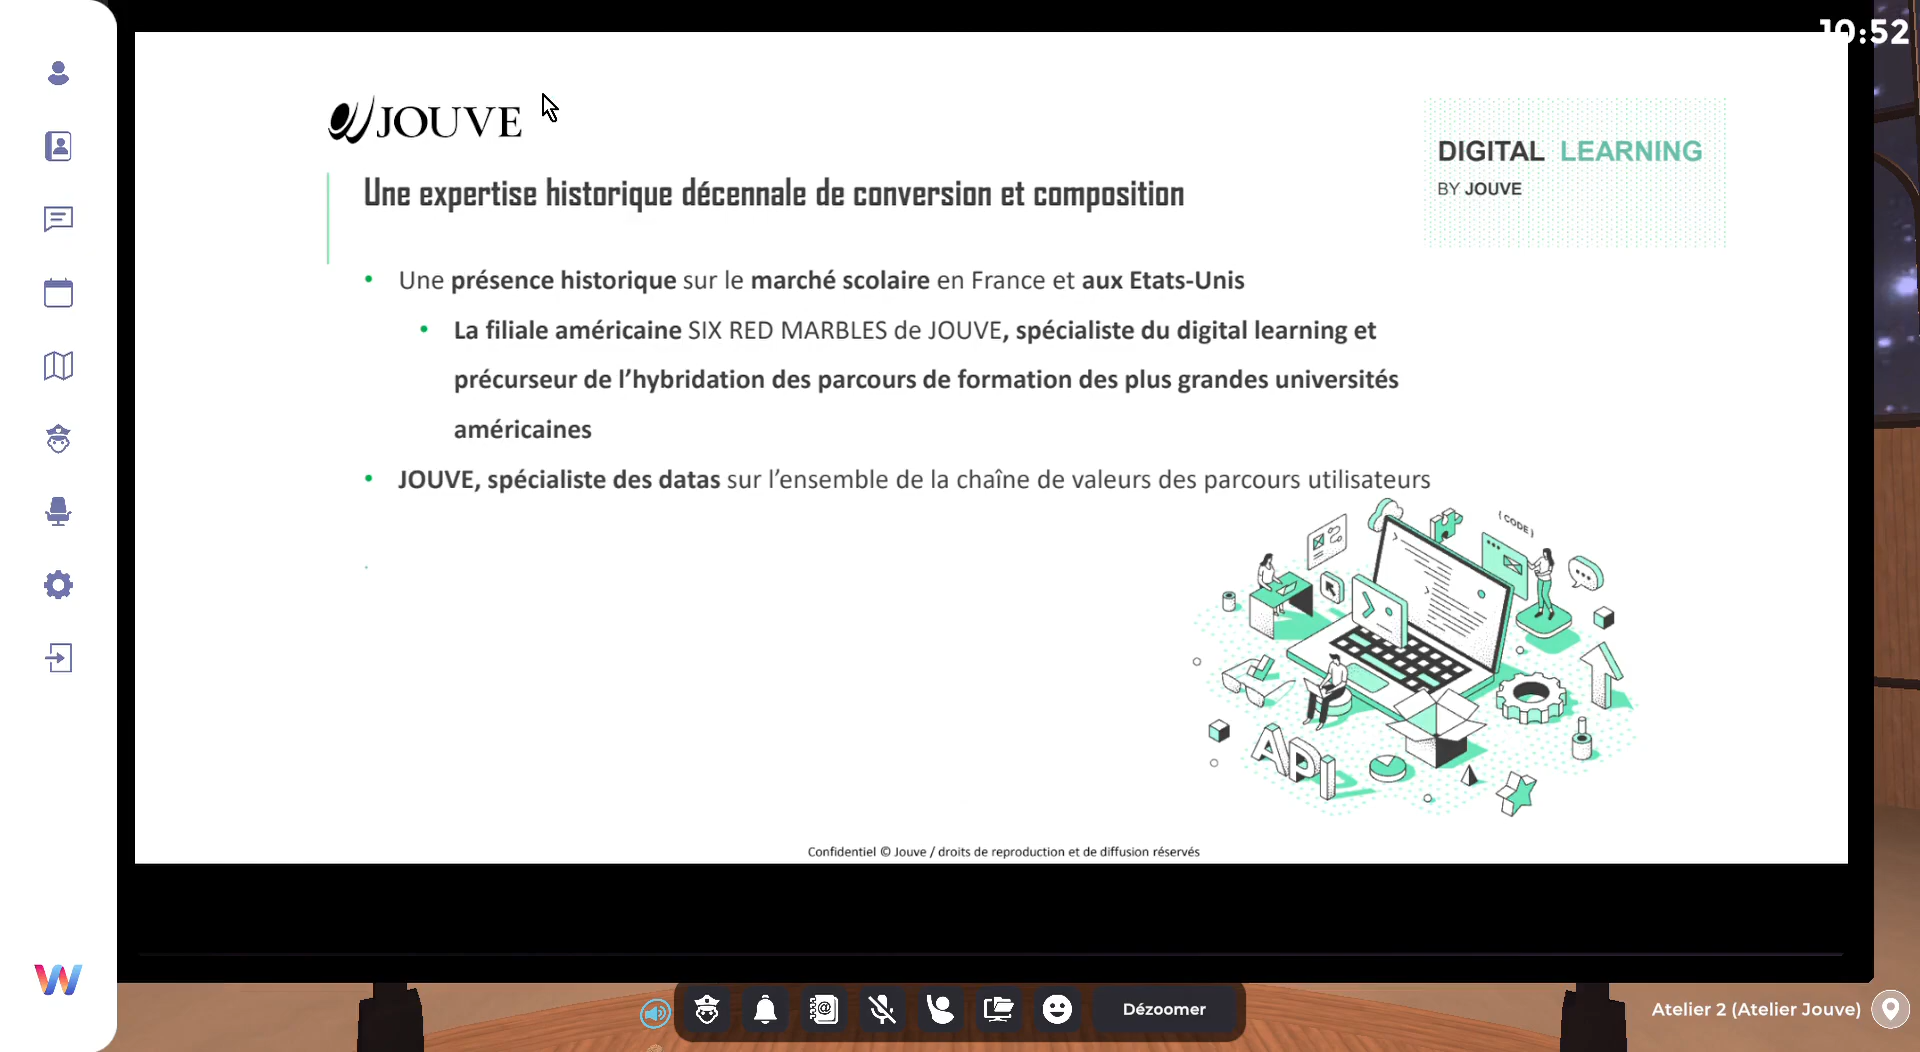 10:52
JOUVE
DIGITAL LEARNING
BY JOUVE
Une expertise historique décennale de conversion et composition
• Une présence historique sur le marché scolaire en France et aux Etats-Unis
• La filiale américaine SIX RED MARBLES de JOUVE, spécialiste du digital learning et
précurseur de l’hybridation des parcours de formation des plus grandes universités
américaines
• JOUVE, spécialiste des datas sur l’ensemble de la chaîne de valeurs des parcours utilisateurs
{CODE}
API
Confidentiel © Jouve / droits de reproduction et de diffusion réservés
W
Dézoomer
Atelier 2 (Atelier Jouve)